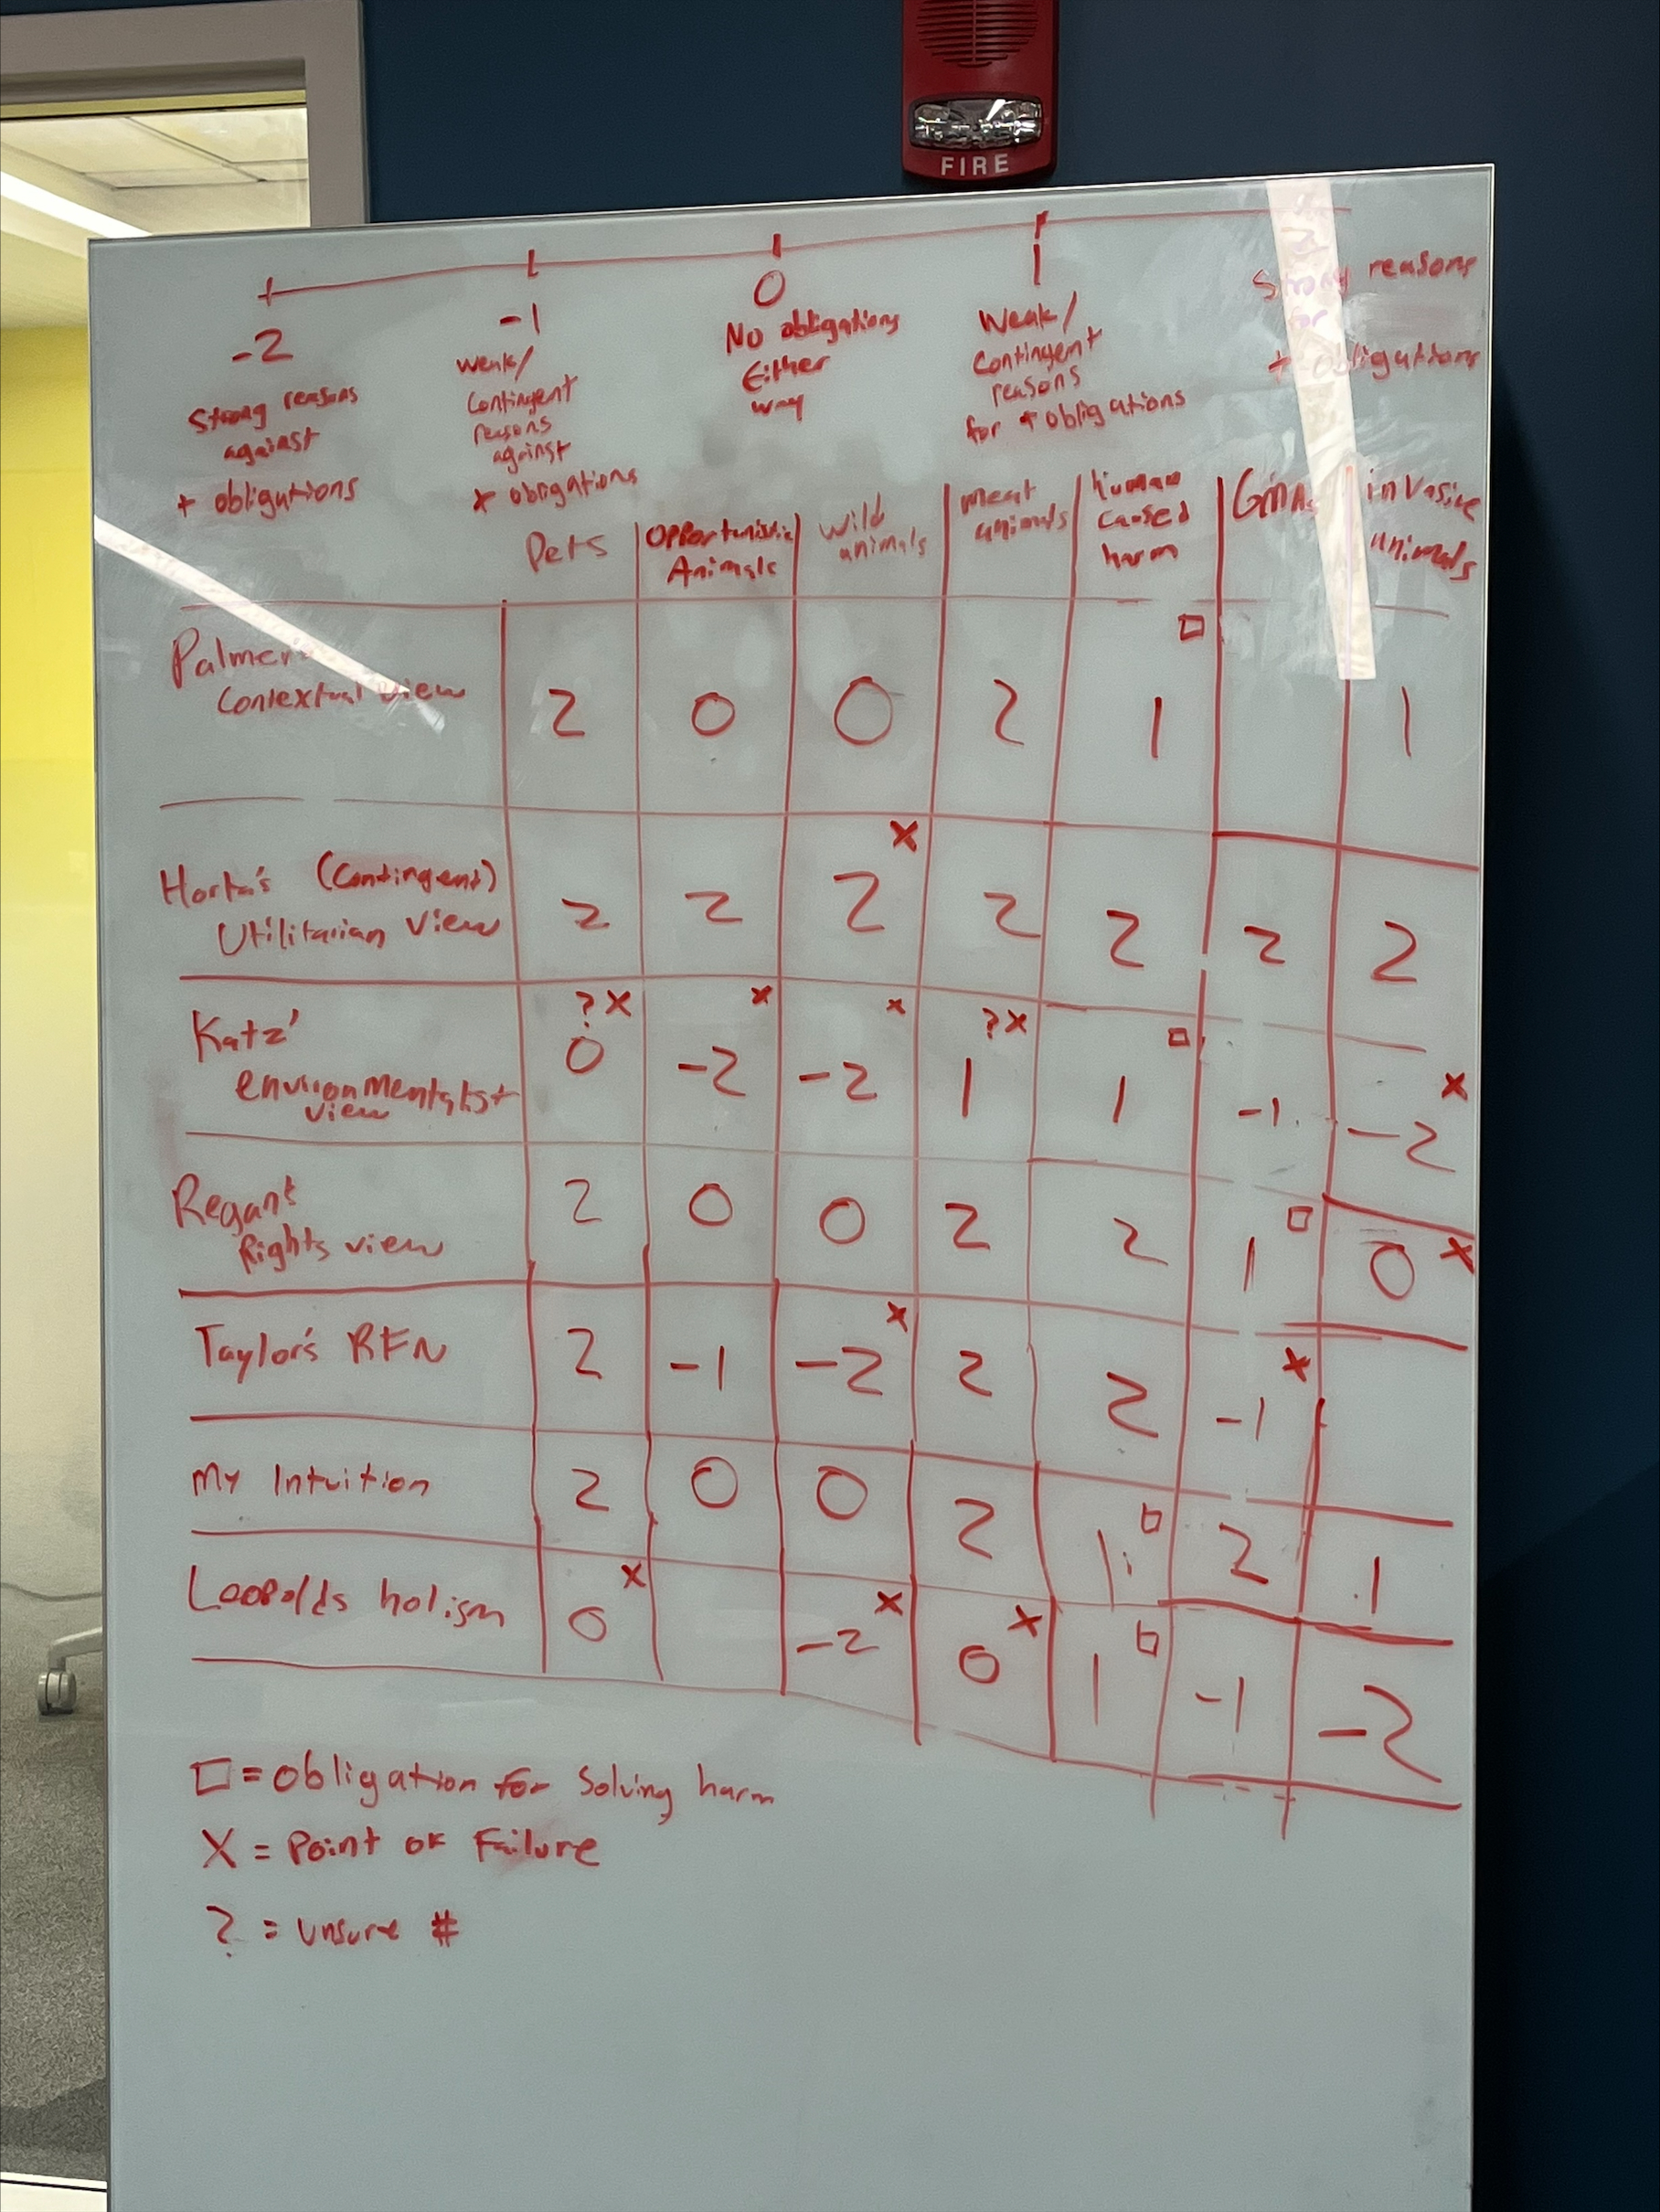 FIRE
-2 -1 0 1 2
Strong reasons against + obligations
weak/ contingent reasons against + obligations
No obligations Either way
Weak/ contingent reasons for + obligations
Strong reasons for + obligations
Pets | Opportunistic Animals | wild animals | meat animals | human caused harm | GMAs | invasive animals
Palmer's contextual view 2 0 0 2 1 □ 1
Horta's (contingent) Utilitarian view 2 2 2 X 2 2 2 2
Katz' environmentalist view 0 ?X -2 X -2 X 1 ?X 1 □ -1 -2 X
Regan's Rights view 2 0 0 2 2 1 □ 0 X
Taylor's RFN 2 -1 -2 X 2 2 -1 X
My Intuition 2 0 0 2 1 □ 2 1
Leopolds holism 0 X -2 X 0 X 1 □ -1 -2
□ = obligation for solving harm
X = Point of Failure
? = unsure #